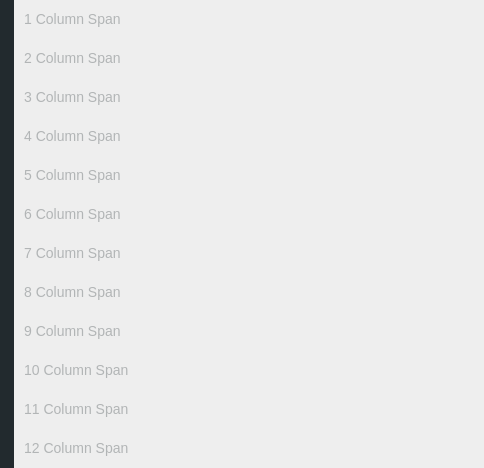 1 Column Span
2 Column Span
3 Column Span
4 Column Span
5 Column Span
6 Column Span
7 Column Span
8 Column Span
9 Column Span
10 Column Span
11 Column Span
12 Column Span